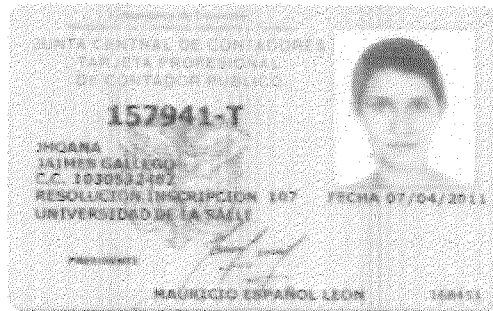 JUNTA CENTRAL DE CONTADORES
TARJETA PROFESIONAL
DE CONTADOR PUBLICO
157941-T
JHOANA
JAIMES GALLEGO
C.C.
RESOLUCION INSCRIPCION 107 FECHA 07/04/2011
UNIVERSIDAD DE LA SALLE
PRESIDENTE
MAURICIO ESPAÑOL LEON